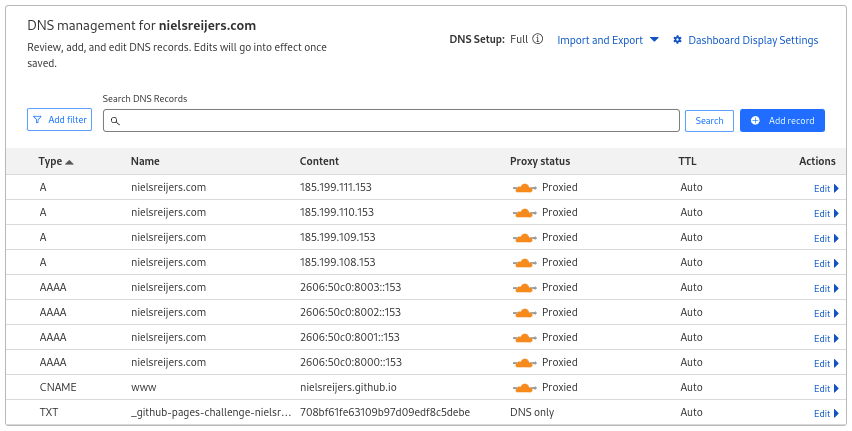 DNS management for nielsreijers.com
Review, add, and edit DNS records. Edits will go into effect once
saved.
DNS Setup: Full Import and Export Dashboard Display Settings
Search DNS Records
Add filter Search Add record
Type Name Content Proxy status TTL Actions
A nielsreijers.com 185.199.111.153 Proxied Auto Edit
A nielsreijers.com 185.199.110.153 Proxied Auto Edit
A nielsreijers.com 185.199.109.153 Proxied Auto Edit
A nielsreijers.com 185.199.108.153 Proxied Auto Edit
AAAA nielsreijers.com 2606:50c0:8003::153 Proxied Auto Edit
AAAA nielsreijers.com 2606:50c0:8002::153 Proxied Auto Edit
AAAA nielsreijers.com 2606:50c0:8001::153 Proxied Auto Edit
AAAA nielsreijers.com 2606:50c0:8000::153 Proxied Auto Edit
CNAME www nielsreijers.github.io Proxied Auto Edit
TXT _github-pages-challenge-nielsr... 708bf61fe63109b97d09edf8c5debe DNS only Auto Edit